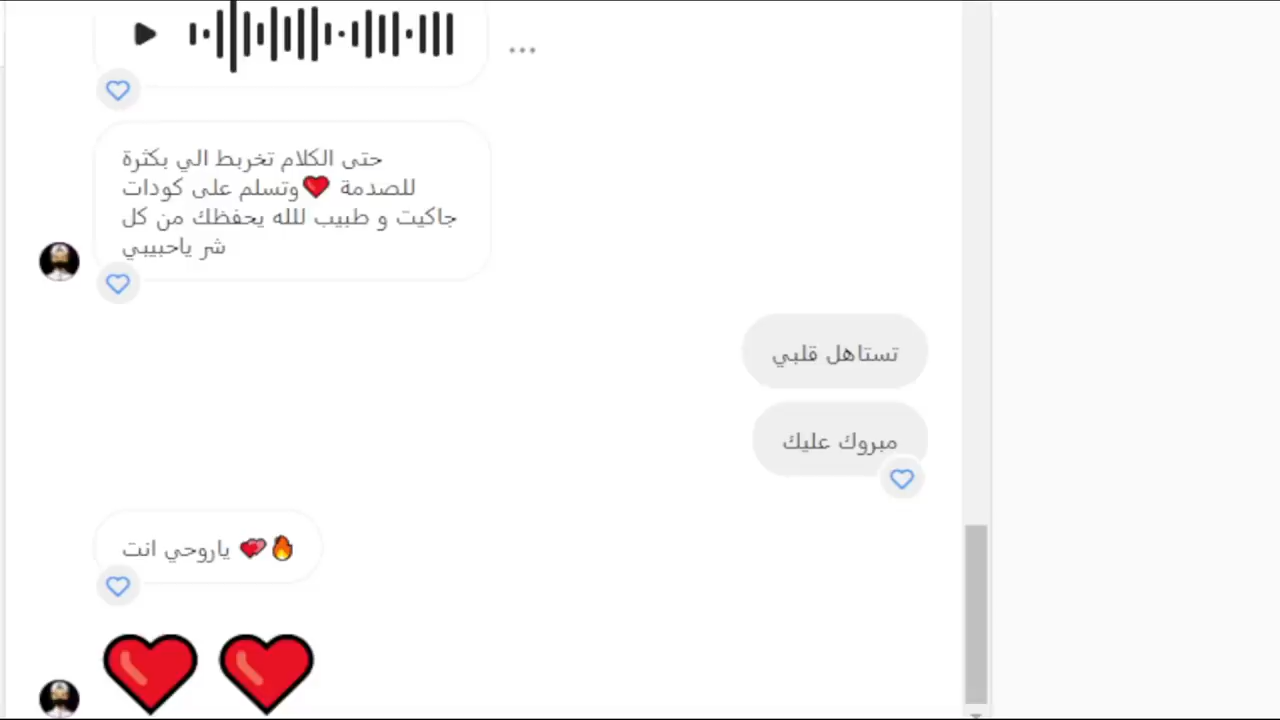 حتى الكلام تخربط الي بكثرة
للصدمة ❤️وتسلم على كودات
جاكيت و طبيب لللە يحفظك من كل
شر ياحبيبي
تستاهل قلبي
مبروك عليك
ياروحي انت 💕🔥
❤️ ❤️